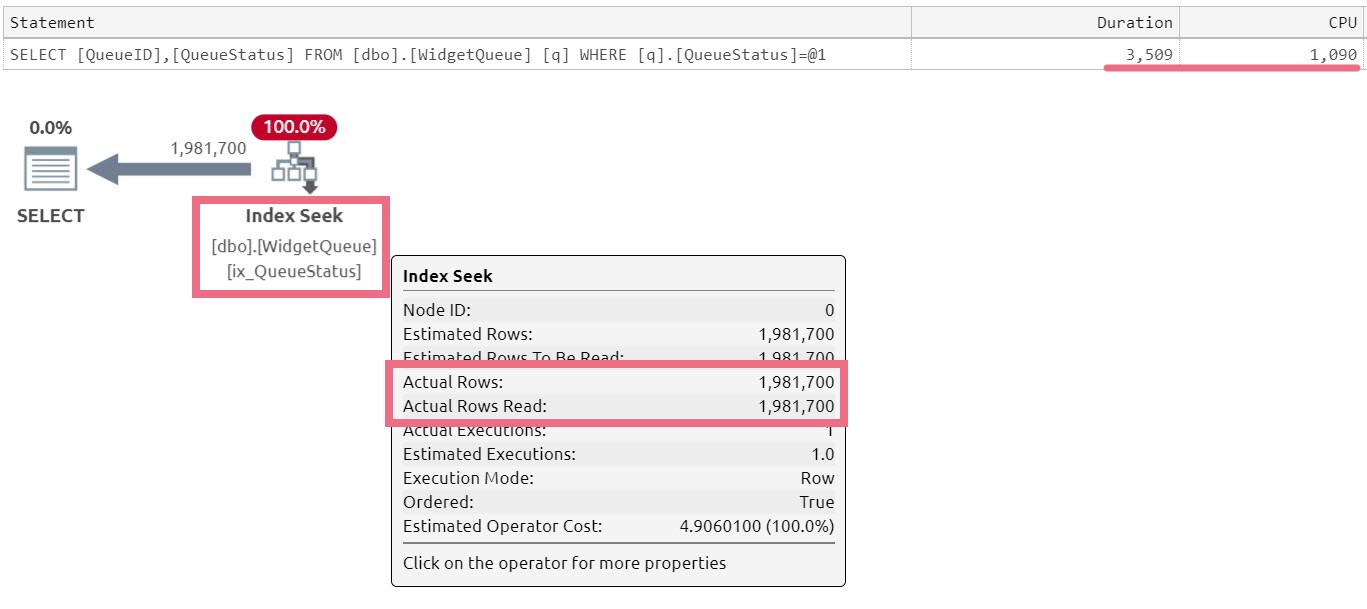 Statement Duration CPU
SELECT [QueueID],[QueueStatus] FROM [dbo].[WidgetQueue] [q] WHERE [q].[QueueStatus]=@1 3,509 1,090
0.0% 100.0%
1,981,700
SELECT Index Seek
[dbo].[WidgetQueue]
[ix_QueueStatus]
Index Seek
Node ID: 0
Estimated Rows: 1,981,700
Estimated Rows To Be Read: 1,981,700
Actual Rows: 1,981,700
Actual Rows Read: 1,981,700
Actual Executions: 1
Estimated Executions: 1.0
Execution Mode: Row
Ordered: True
Estimated Operator Cost: 4.9060100 (100.0%)
Click on the operator for more properties